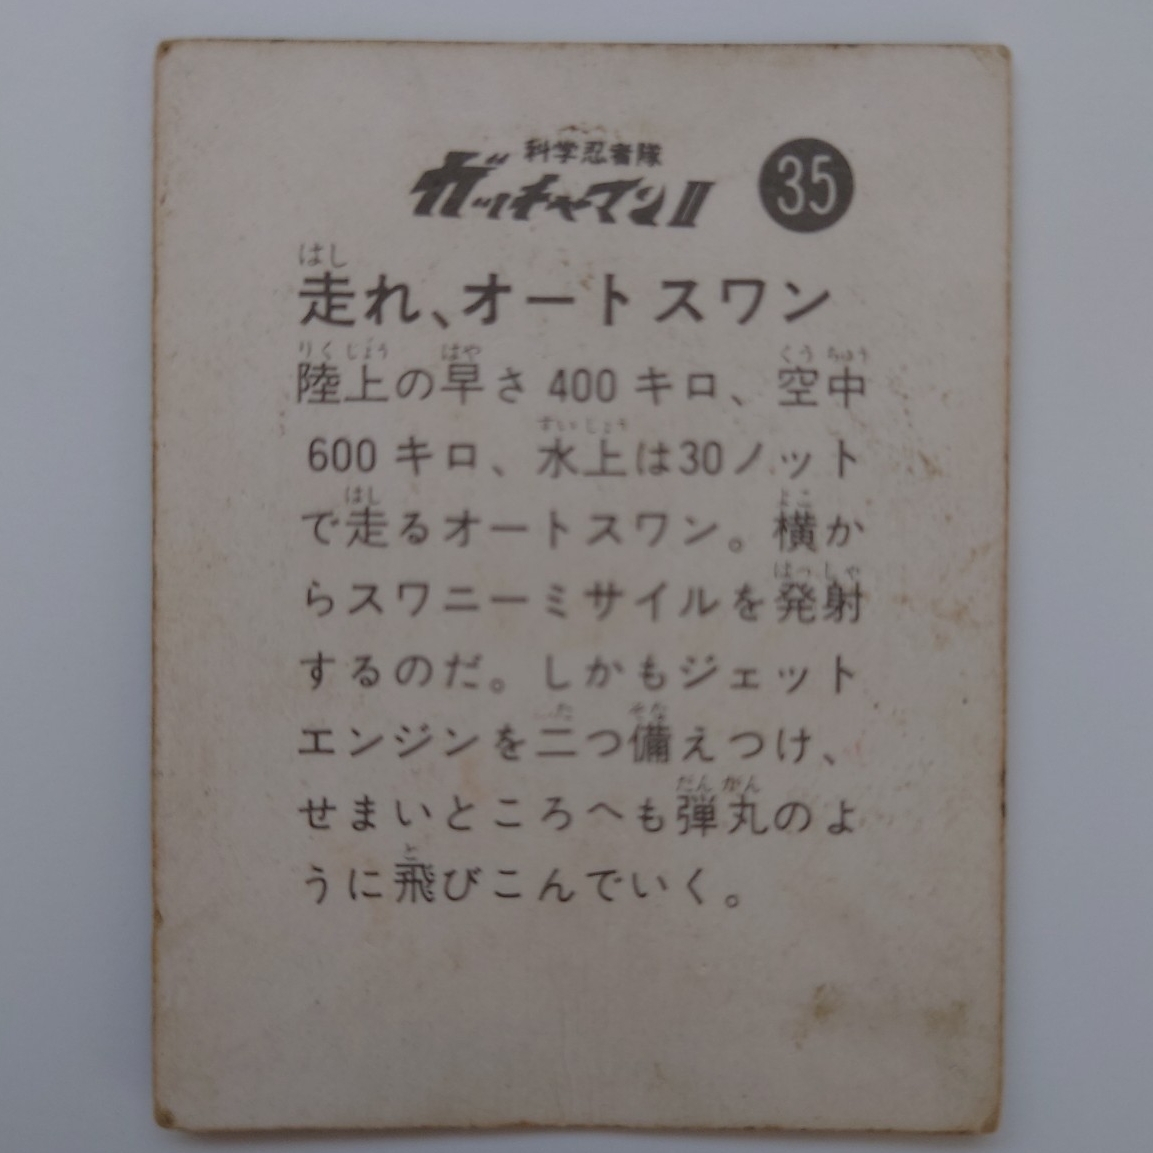 科学忍者隊
ガッチャマンII
35
走れ、オートスワン
陸上の早さ 400 キロ、空中
600 キロ、水上は30ノット
で走るオートスワン。横か
らスワニーミサイルを発射
するのだ。しかもジェット
エンジンを二つ備えつけ、
せまいところへも弾丸のよ
うに飛びこんでいく。